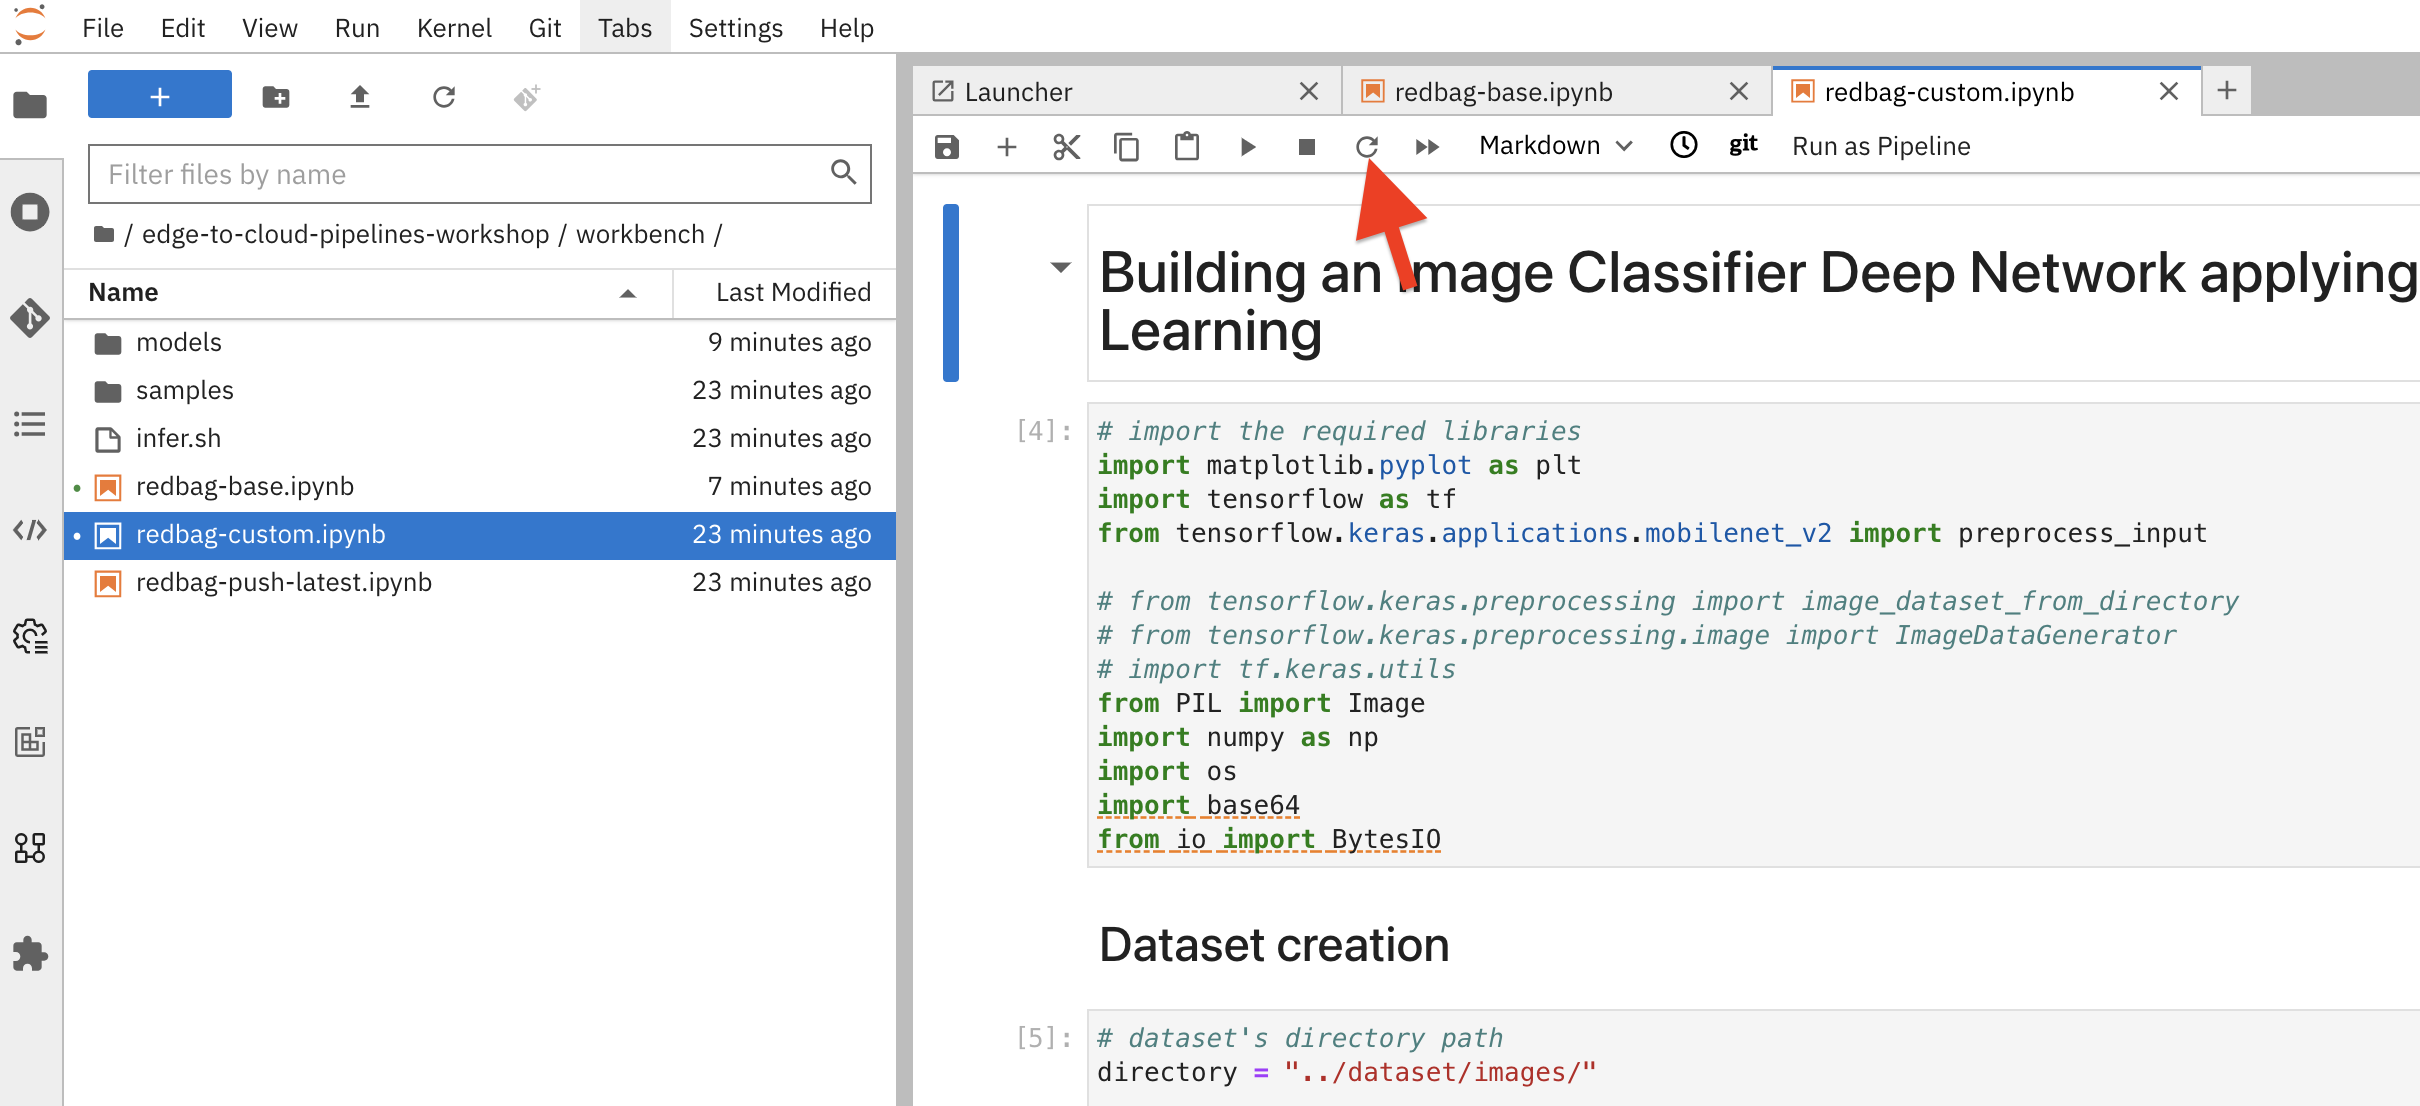 File Edit View Run Kernel Git Tabs Settings Help
Filter files by name
/ edge-to-cloud-pipelines-workshop / workbench /
Name Last Modified
models 9 minutes ago
samples 23 minutes ago
infer.sh 23 minutes ago
redbag-base.ipynb 7 minutes ago
redbag-custom.ipynb 23 minutes ago
redbag-push-latest.ipynb 23 minutes ago
Launcher redbag-base.ipynb redbag-custom.ipynb
Markdown git Run as Pipeline
Building an Image Classifier Deep Network applying
Learning
[4]:
# import the required libraries
import matplotlib.pyplot as plt
import tensorflow as tf
from tensorflow.keras.applications.mobilenet_v2 import preprocess_input
# from tensorflow.keras.preprocessing import image_dataset_from_directory
# from tensorflow.keras.preprocessing.image import ImageDataGenerator
# import tf.keras.utils
from PIL import Image
import numpy as np
import os
import base64
from io import BytesIO
Dataset creation
[5]:
# dataset's directory path
directory = "../dataset/images/"